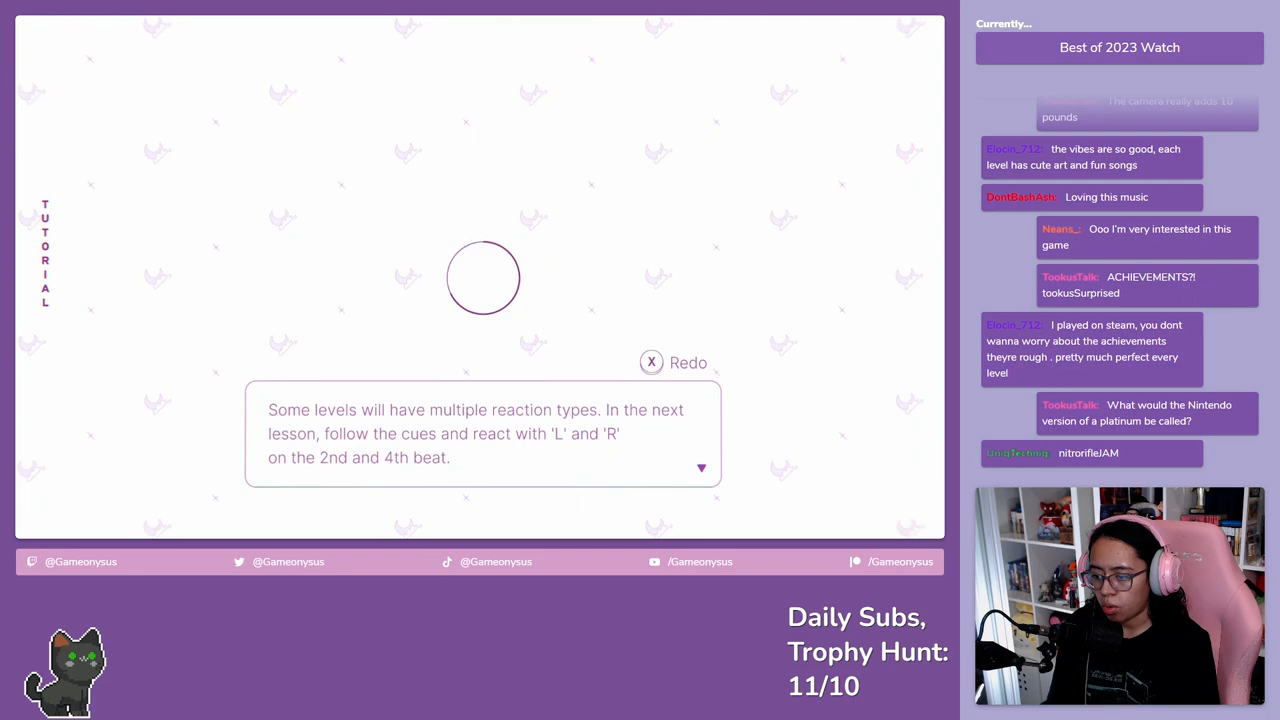 TUTORIAL
X Redo
Some levels will have multiple reaction types. In the next
lesson, follow the cues and react with 'L' and 'R'
on the 2nd and 4th beat.
@Gameonysus
@Gameonysus
@Gameonysus
/Gameonysus
/Gameonysus
Daily Subs,
Trophy Hunt:
11/10
Currently...
Best of 2023 Watch
The camera really adds 10
pounds
Elocin_712: the vibes are so good, each
level has cute art and fun songs
DontBashAsh: Loving this music
Neans_: Ooo I'm very interested in this
game
TookusTalk: ACHIEVEMENTS?!
tookusSurprised
Elocin_712: I played on steam, you dont
wanna worry about the achievements
theyre rough . pretty much perfect every
level
TookusTalk: What would the Nintendo
version of a platinum be called?
UniqTechniq: nitrorifleJAM